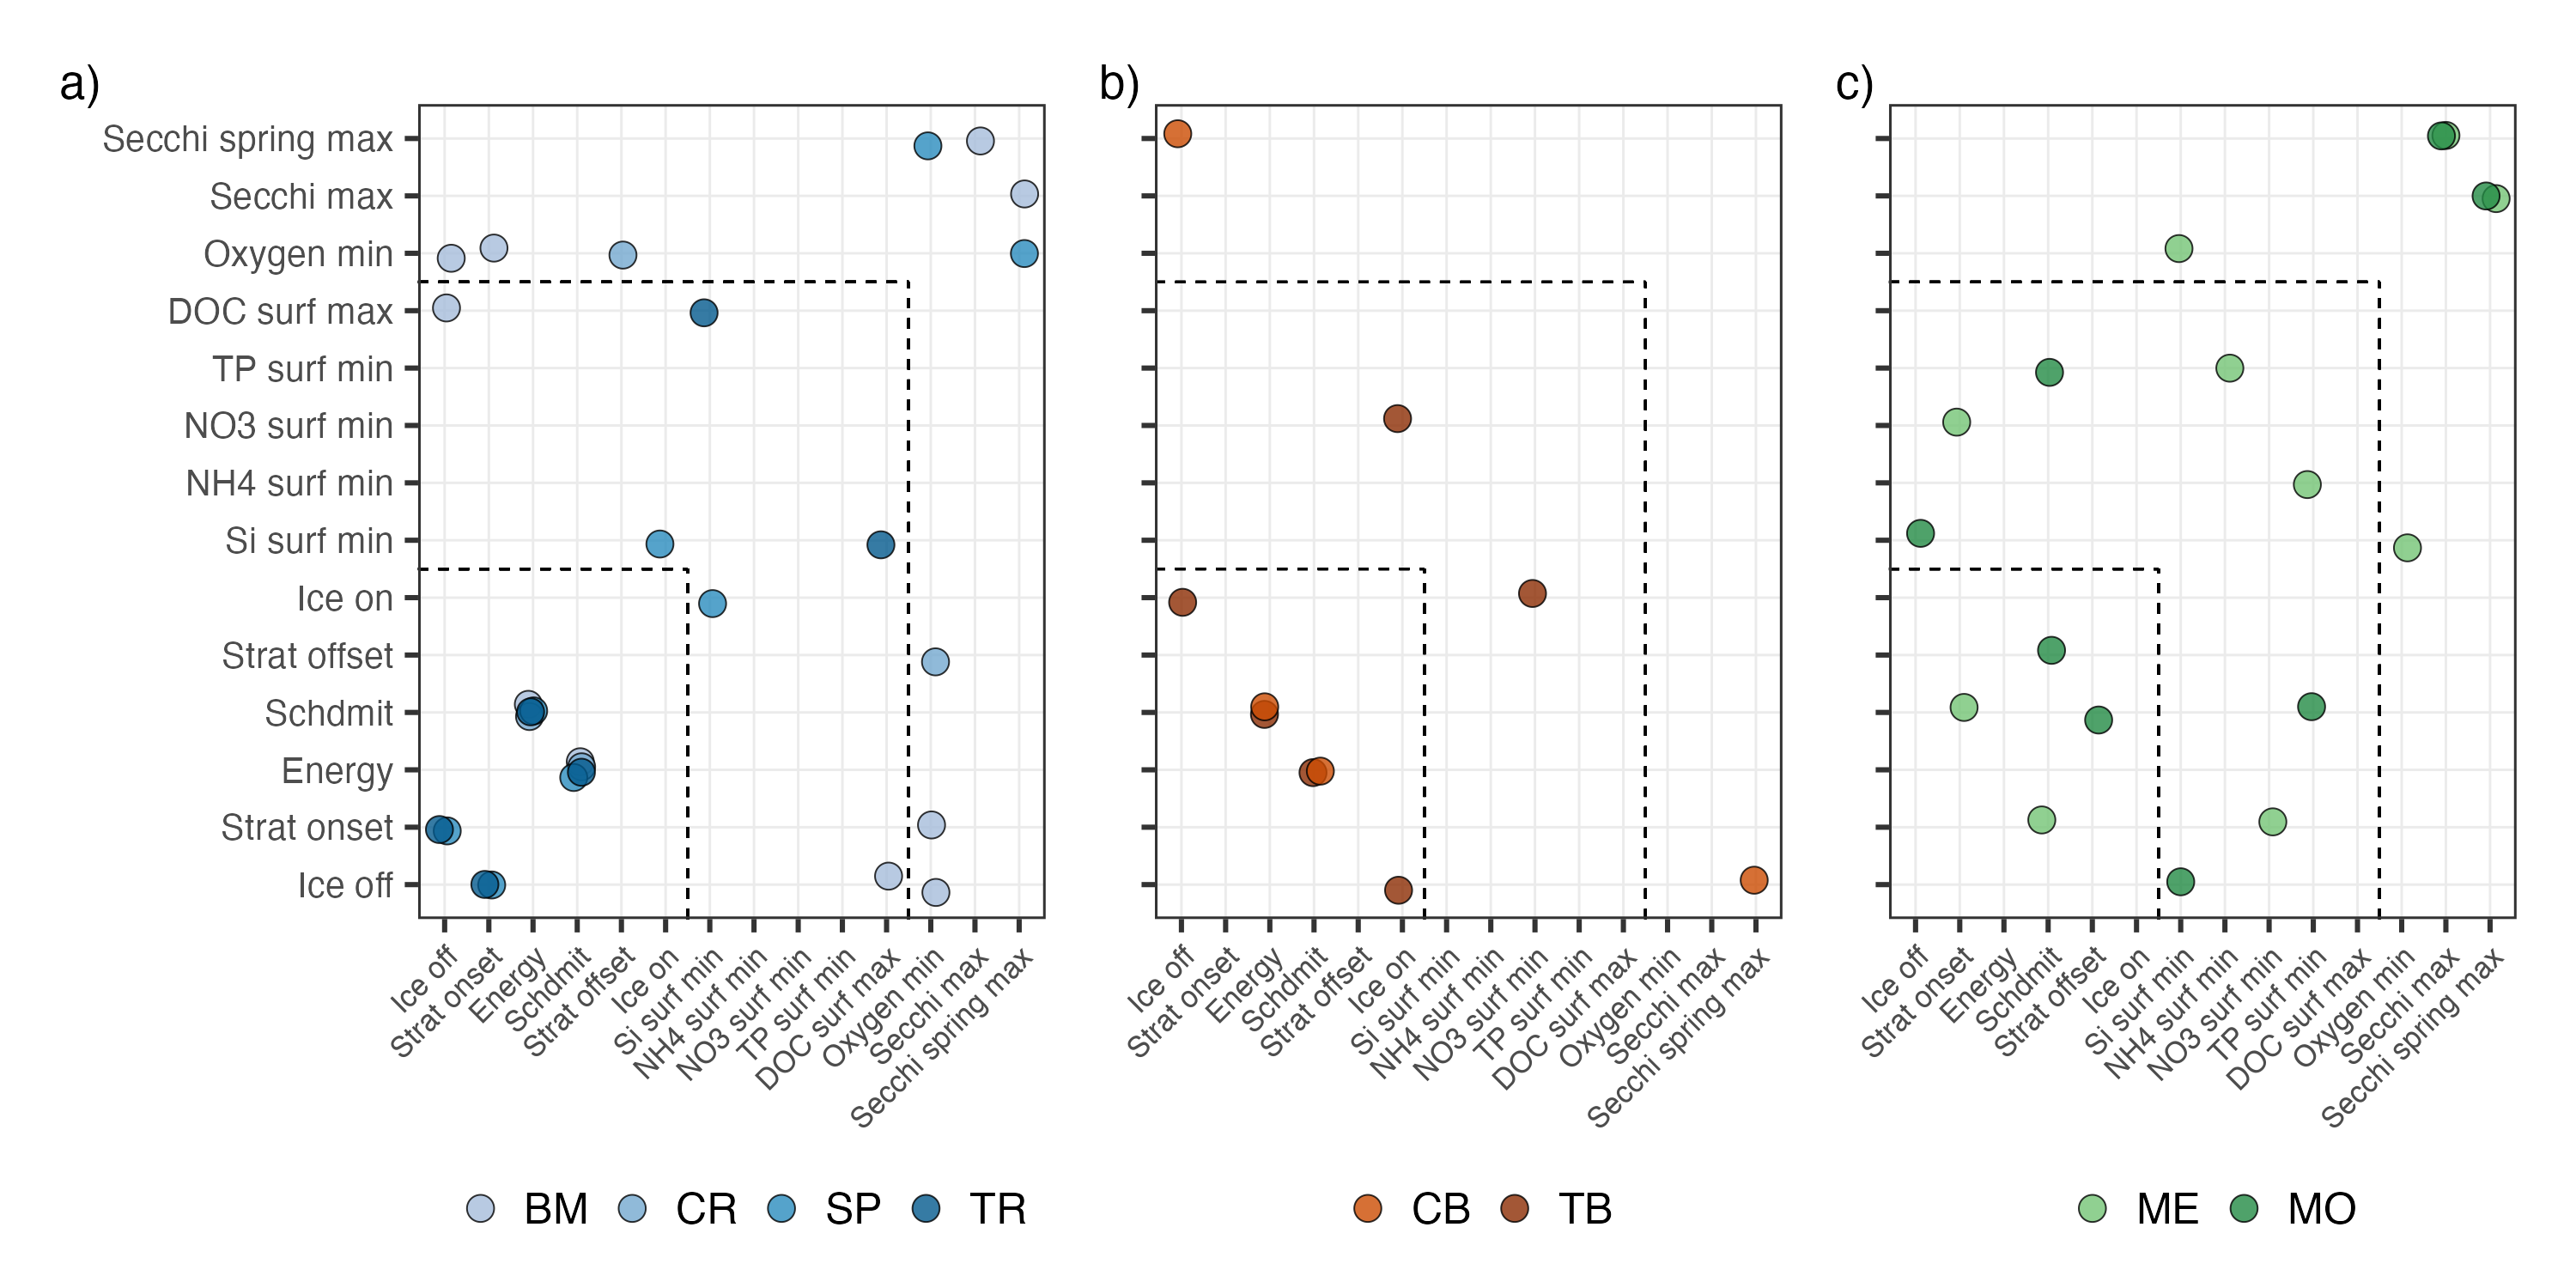 a)
b)
c)
Secchi spring max
Secchi max
Oxygen min
DOC surf max
TP surf min
NO3 surf min
NH4 surf min
Si surf min
Ice on
Strat offset
Schdmit
Energy
Strat onset
Ice off
Ice off
Strat onset
Energy
Schdmit
Strat offset
Ice on
Si surf min
NH4 surf min
NO3 surf min
TP surf min
DOC surf max
Oxygen min
Secchi max
Secchi spring max
Ice off
Strat onset
Energy
Schdmit
Strat offset
Ice on
Si surf min
NH4 surf min
NO3 surf min
TP surf min
DOC surf max
Oxygen min
Secchi max
Secchi spring max
Ice off
Strat onset
Energy
Schdmit
Strat offset
Ice on
Si surf min
NH4 surf min
NO3 surf min
TP surf min
DOC surf max
Oxygen min
Secchi max
Secchi spring max
BM CR SP TR
CB TB
ME MO